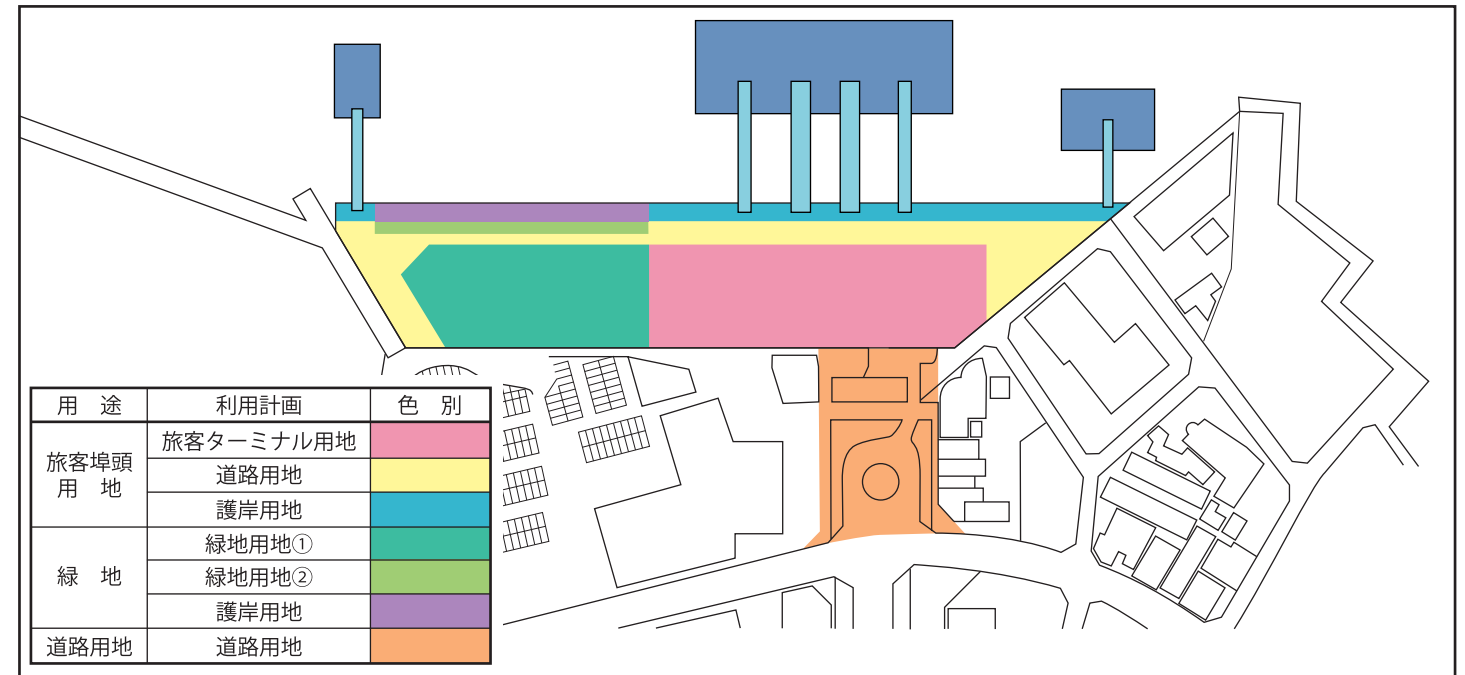 用　途　利用計画　色　別
旅客埠頭
用　地
旅客ターミナル用地
道路用地
護岸用地
緑　地
緑地用地①
緑地用地②
護岸用地
道路用地　道路用地